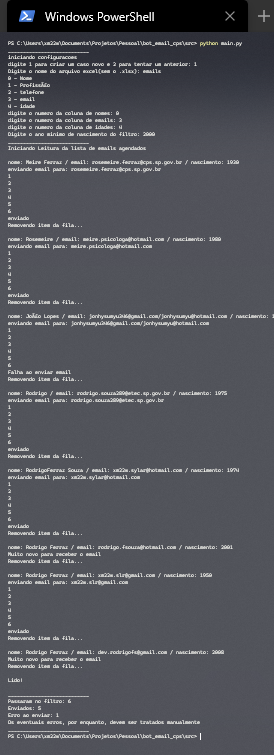 Windows PowerShell
PS C:\Users\xm33w\Documents\Projetos\Pessoal\bot_email_cps\src> python main.py
iniciando configuracoes
digite 1 para criar um caso novo e 2 para tentar um anterior: 1
Digite o nome do arquivo excel(sem o .xlsx): emails
0 - Nome
1 - Profissão
2 - telefone
3 - email
4 - idade
digite o numero da coluna de nomes: 0
digite o numero da coluna de emails: 3
digite o numero da coluna de idades: 4
Digite o ano minimo de nascimento do filtro: 2000
Iniciando Leitura da lista de emails agendados
nome: Meire Ferraz / email: rosemeire.ferraz@cps.sp.gov.br / nascimento: 1930
enviando email para: rosemeire.ferraz@cps.sp.gov.br
1
2
3
4
5
6
enviado
Removendo item da fila...
nome: Rosemeire / email: meire.psicologa@hotmail.com / nascimento: 1980
enviando email para: meire.psicologa@hotmail.com
1
2
3
4
5
6
enviado
Removendo item da fila...
nome: João Lopes / email: jonhysumyu246@gmail.com/jonhysumyu@hotmail.com / nascimento: 1
enviando email para: jonhysumyu246@gmail.com/jonhysumyu@hotmail.com
1
2
3
4
5
6
Falha ao enviar email
Removendo item da fila...
nome: Rodrigo / email: rodrigo.souza289@etec.sp.gov.br / nascimento: 1975
enviando email para: rodrigo.souza289@etec.sp.gov.br
1
2
3
4
5
6
enviado
Removendo item da fila...
nome: RodrigoFerraz Souza / email: xm33w.sylar@hotmail.com / nascimento: 1974
enviando email para: xm33w.sylar@hotmail.com
1
2
3
4
5
6
enviado
Removendo item da fila...
nome: Rodrigo Ferraz / email: rodrigo.fsouza@hotmail.com / nascimento: 2001
Muito novo para receber o email
Removendo item da fila...
nome: Rodrigo Ferraz / email: xm33w.slr@gmail.com / nascimento: 1950
enviando email para: xm33w.slr@gmail.com
1
2
3
4
5
6
enviado
Removendo item da fila...
nome: Rodrigo Ferraz / email: dev.rodrigofs@gmail.com / nascimento: 2008
Muito novo para receber o email
Removendo item da fila...
Lido!
Passaram no filtro: 6
Enviados: 5
Erro ao enviar: 1
Os eventuais erros, por enquanto, devem ser tratados manualmente
PS C:\Users\xm33w\Documents\Projetos\Pessoal\bot_email_cps\src>